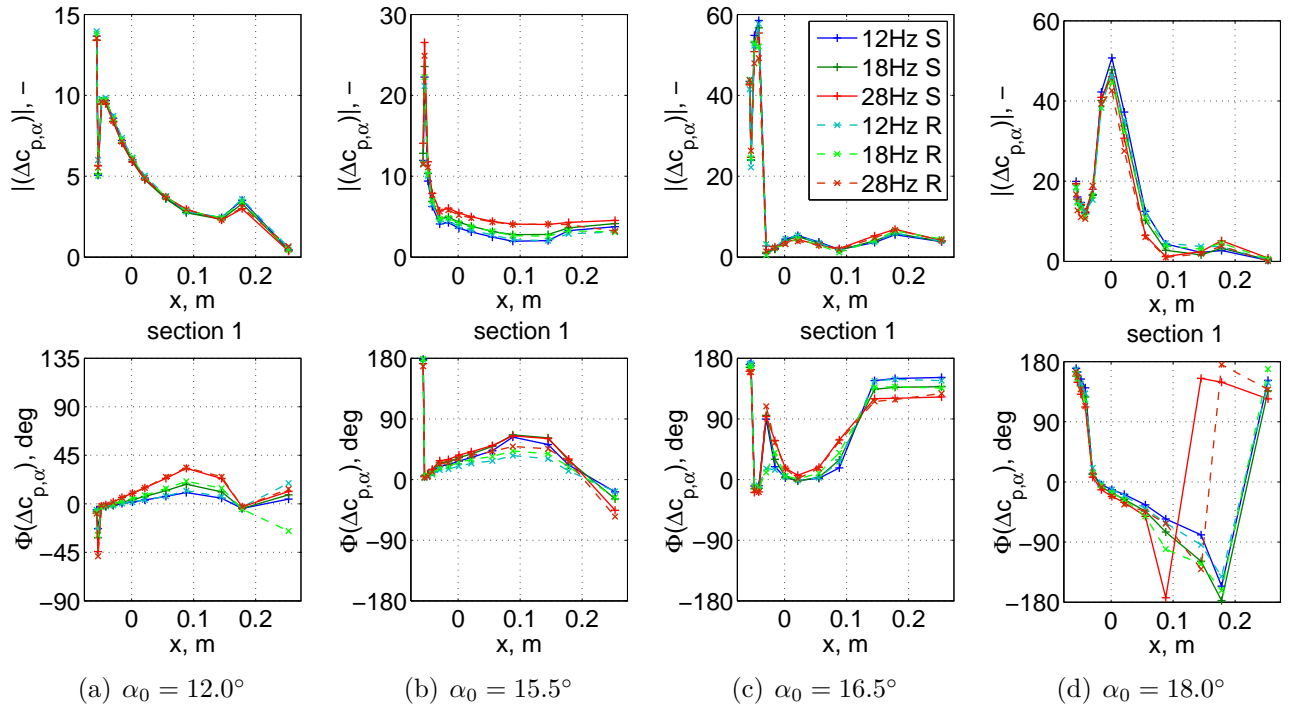 15
10
5
0
|(Δc_{p,α})|, −
0 0.1 0.2
x, m
section 1
40
30
20
10
0
|(Δc_{p,α})|, −
0 0.1 0.2
x, m
section 1
60
40
20
0
|(Δc_{p,α})|, −
0 0.1 0.2
x, m
section 1
12Hz S
18Hz S
28Hz S
12Hz R
18Hz R
28Hz R
60
40
20
0
|(Δc_{p,α})|, −
0 0.1 0.2
x, m
section 1
135
90
45
0
−45
−90
Φ(Δc_{p,α}), deg
0 0.1 0.2
x, m
180
90
0
−90
−180
Φ(Δc_{p,α}), deg
0 0.1 0.2
x, m
180
90
0
−90
−180
Φ(Δc_{p,α}), deg
0 0.1 0.2
x, m
180
90
0
−90
−180
Φ(Δc_{p,α}), deg
0 0.1 0.2
x, m
(a) α₀ = 12.0°
(b) α₀ = 15.5°
(c) α₀ = 16.5°
(d) α₀ = 18.0°